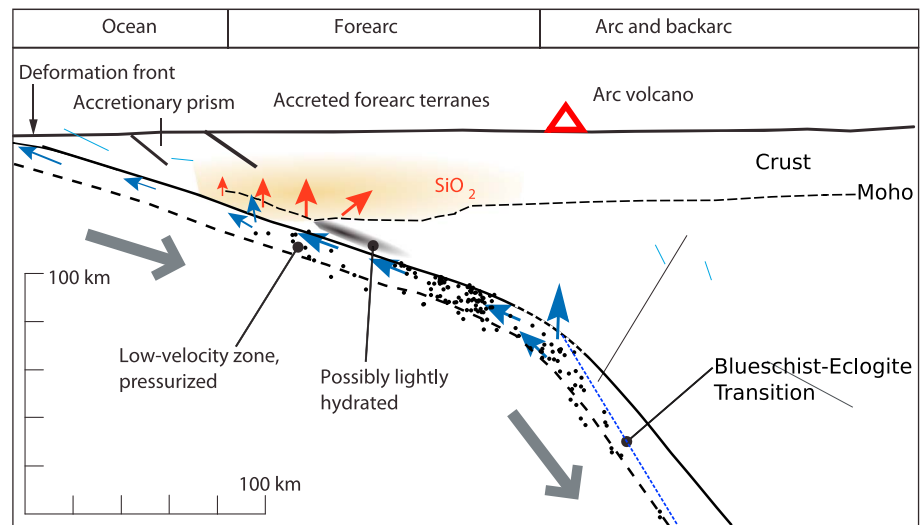 Ocean
Forearc
Arc and backarc
Deformation front
Accretionary prism
Accreted forearc terranes
Arc volcano
Crust
SiO2
Moho
100 km
Low-velocity zone,
pressurized
Possibly lightly
hydrated
Blueschist-Eclogite
Transition
100 km